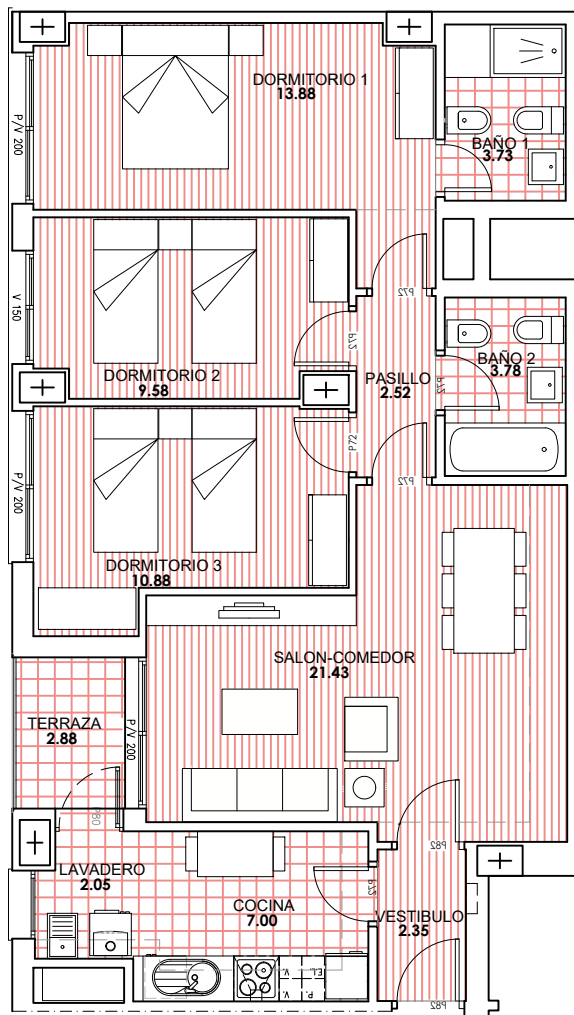 DORMITORIO 1
13.88
P/V 200
BAÑO 1
3.73
P72
P72
V 150
P72
DORMITORIO 2
9.58
PASILLO
2.52
BAÑO 2
3.78
P72
P72
P72
P/V 200
DORMITORIO 3
10.88
SALON-COMEDOR
21.43
TERRAZA
2.88
P/V 200
P80
P82
LAVADERO
2.05
COCINA
7.00
P72
VESTIBULO
2.35
V.
V.
EL.
P.
P82